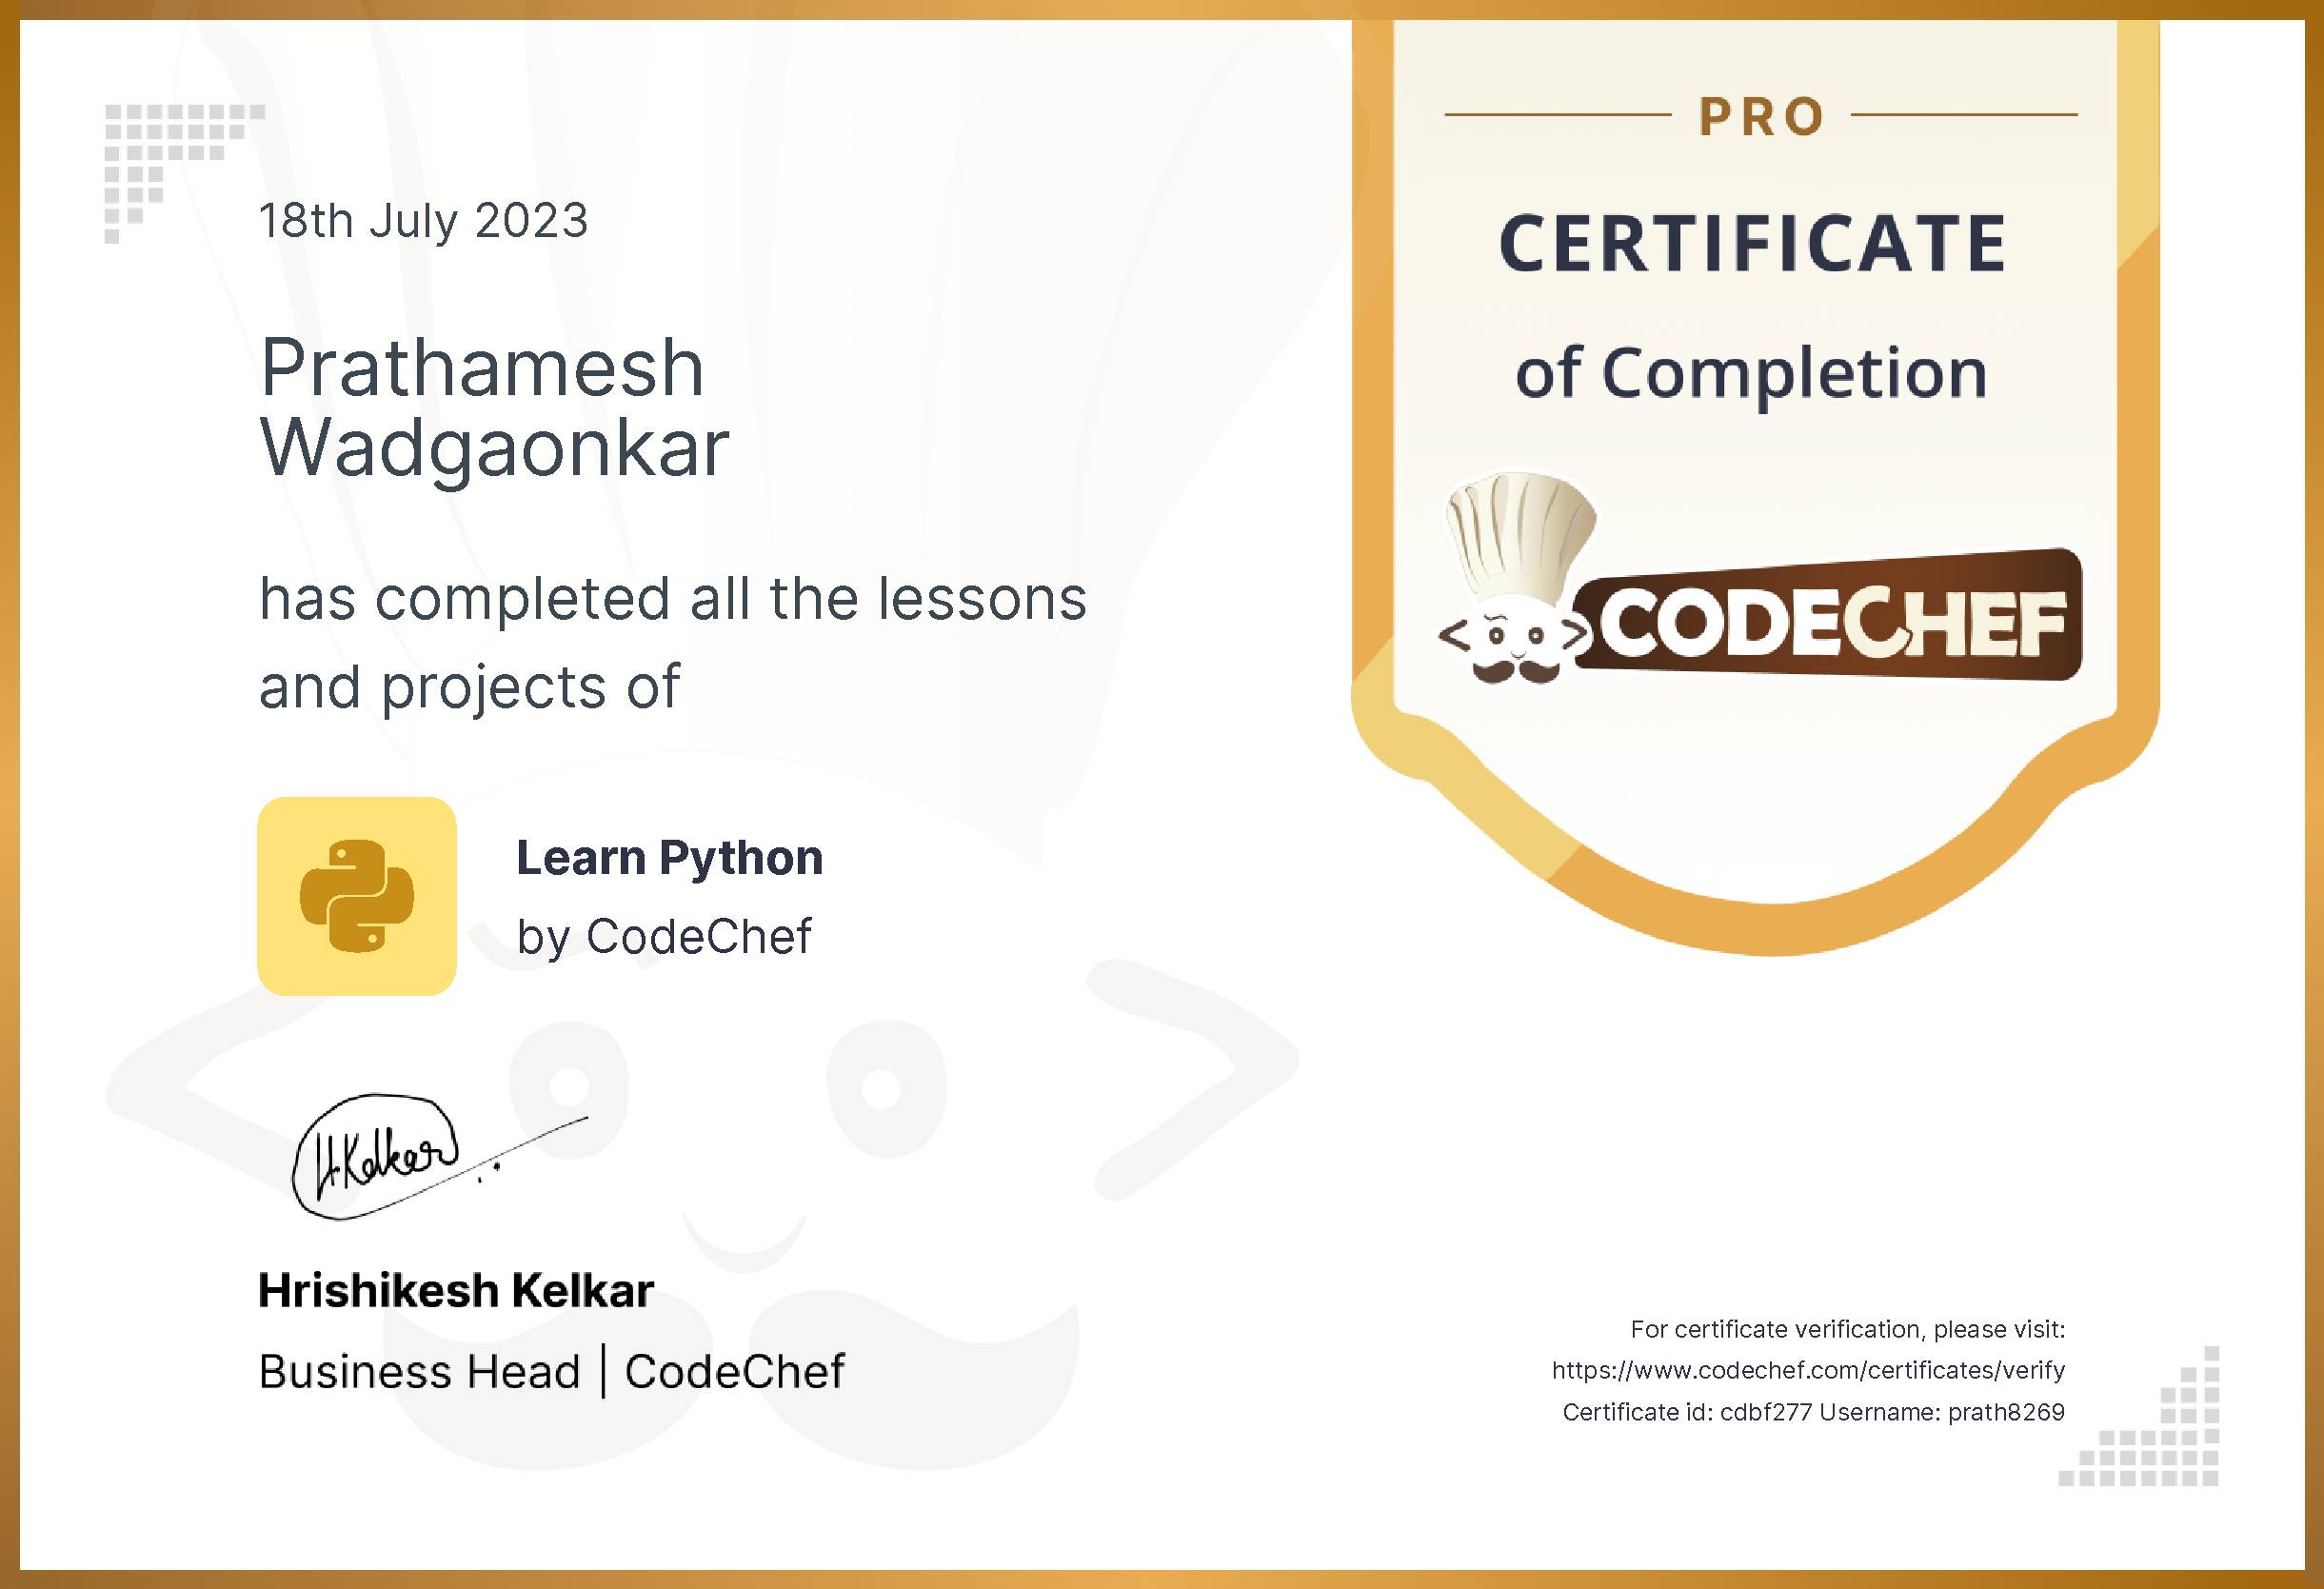 18th July 2023
Prathamesh
Wadgaonkar
has completed all the lessons
and projects of
Learn Python
by CodeChef
HKelkar
Hrishikesh Kelkar
Business Head | CodeChef
PRO
CERTIFICATE
of Completion
CODECHEF
For certificate verification, please visit:
https://www.codechef.com/certificates/verify
Certificate id: cdbf277 Username: prath8269